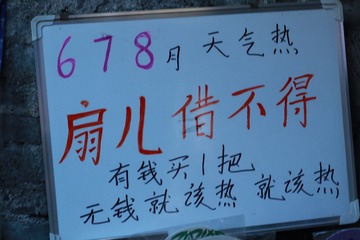 678月 天气热
扇儿借不得
有钱买1把
无钱就该热 就该热